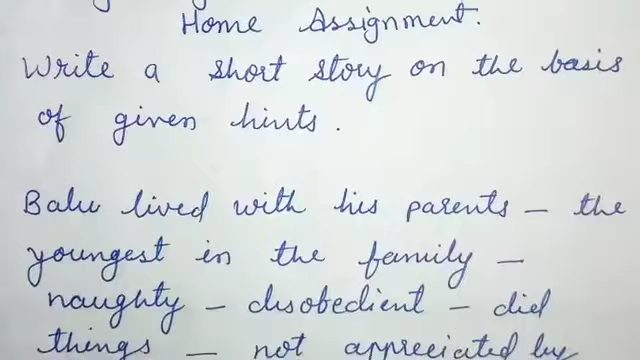 Home Assignment.
Write a short story on the basis
of given hints.
Balu lived with his parents – the
youngest in the family –
naughty – disobedient – did
things – not appreciated by